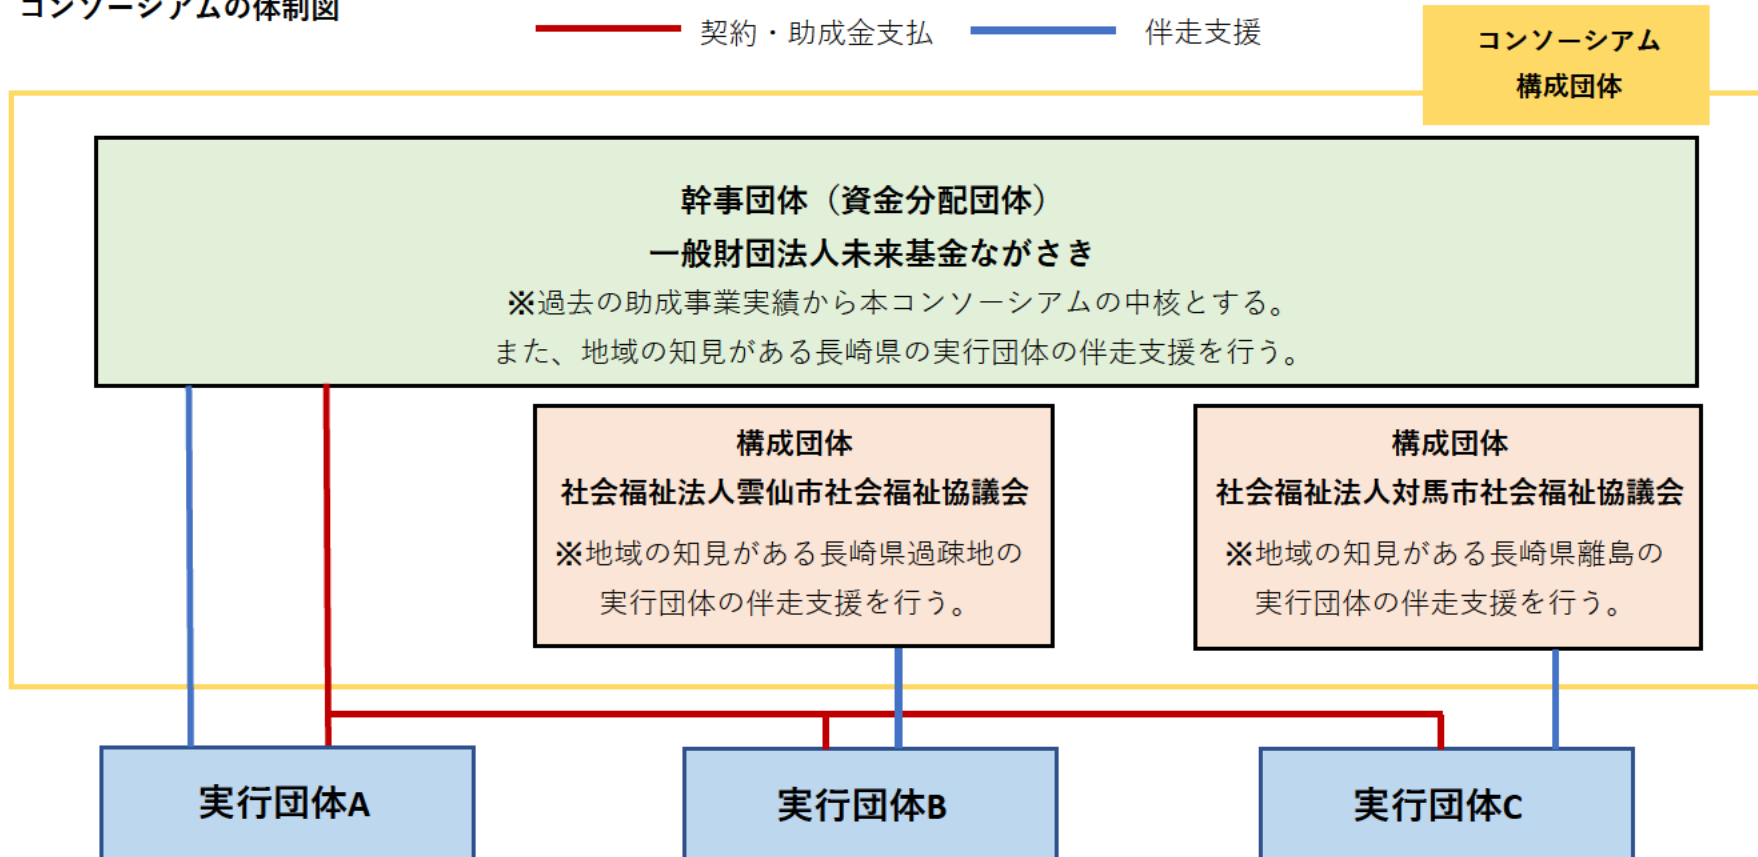 コンソーシアムの体制図
契約・助成金支払
伴走支援
コンソーシアム
構成団体
幹事団体（資金分配団体）
一般財団法人未来基金ながさき
※過去の助成事業実績から本コンソーシアムの中核とする。
また、地域の知見がある長崎県の実行団体の伴走支援を行う。
構成団体
社会福祉法人雲仙市社会福祉協議会
※地域の知見がある長崎県過疎地の
実行団体の伴走支援を行う。
構成団体
社会福祉法人対馬市社会福祉協議会
※地域の知見がある長崎県離島の
実行団体の伴走支援を行う。
実行団体A
実行団体B
実行団体C